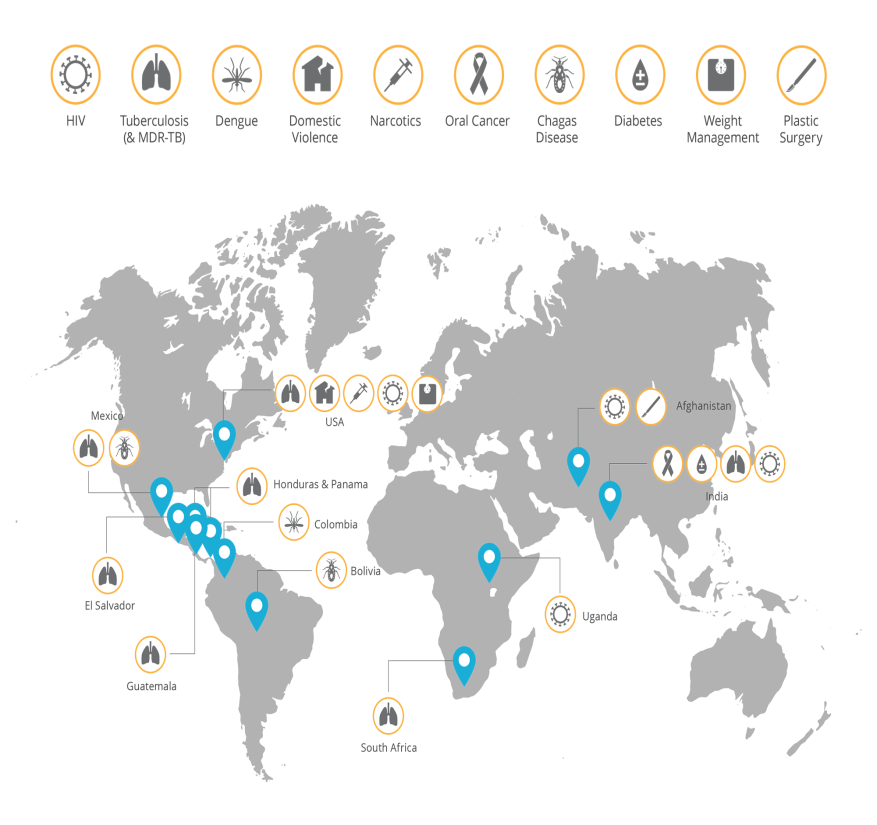 HIV
Tuberculosis
(& MDR-TB)
Dengue
Domestic
Violence
Narcotics
Oral Cancer
Chagas
Disease
Diabetes
Weight
Management
Plastic
Surgery
Mexico
USA
Afghanistan
India
Honduras & Panama
Colombia
Bolivia
El Salvador
Uganda
Guatemala
South Africa